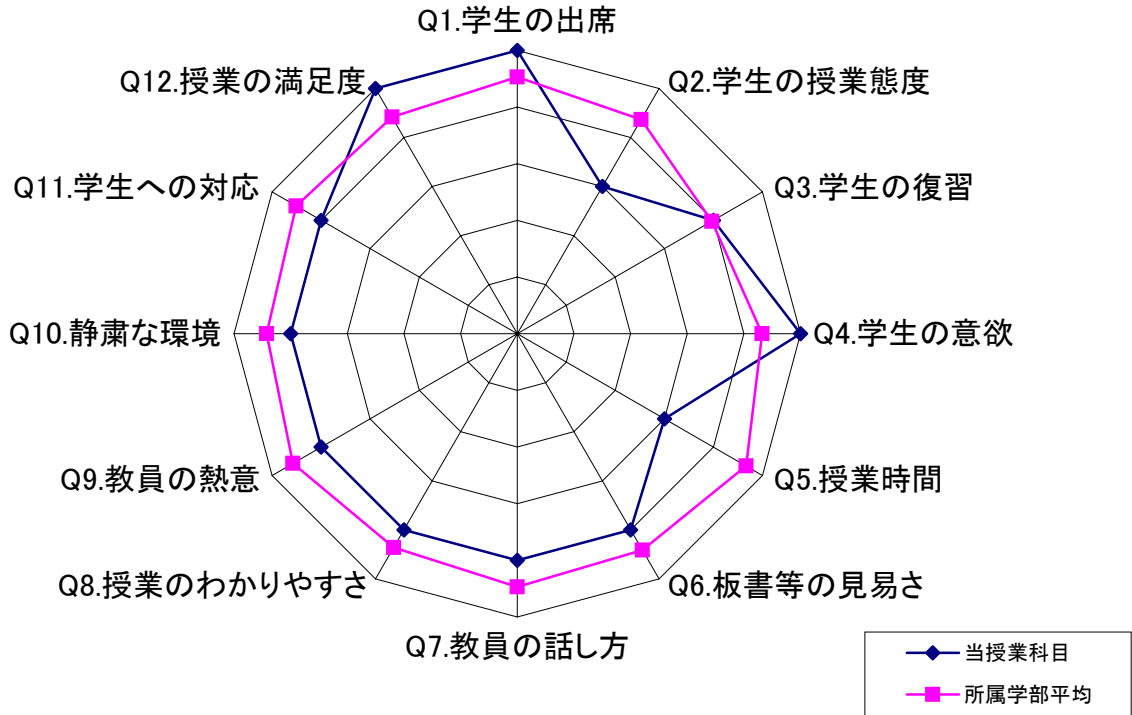 Q1.学生の出席
Q2.学生の授業態度
Q3.学生の復習
Q4.学生の意欲
Q5.授業時間
Q6.板書等の見易さ
Q7.教員の話し方
Q8.授業のわかりやすさ
Q9.教員の熱意
Q10.静粛な環境
Q11.学生への対応
Q12.授業の満足度
当授業科目
所属学部平均